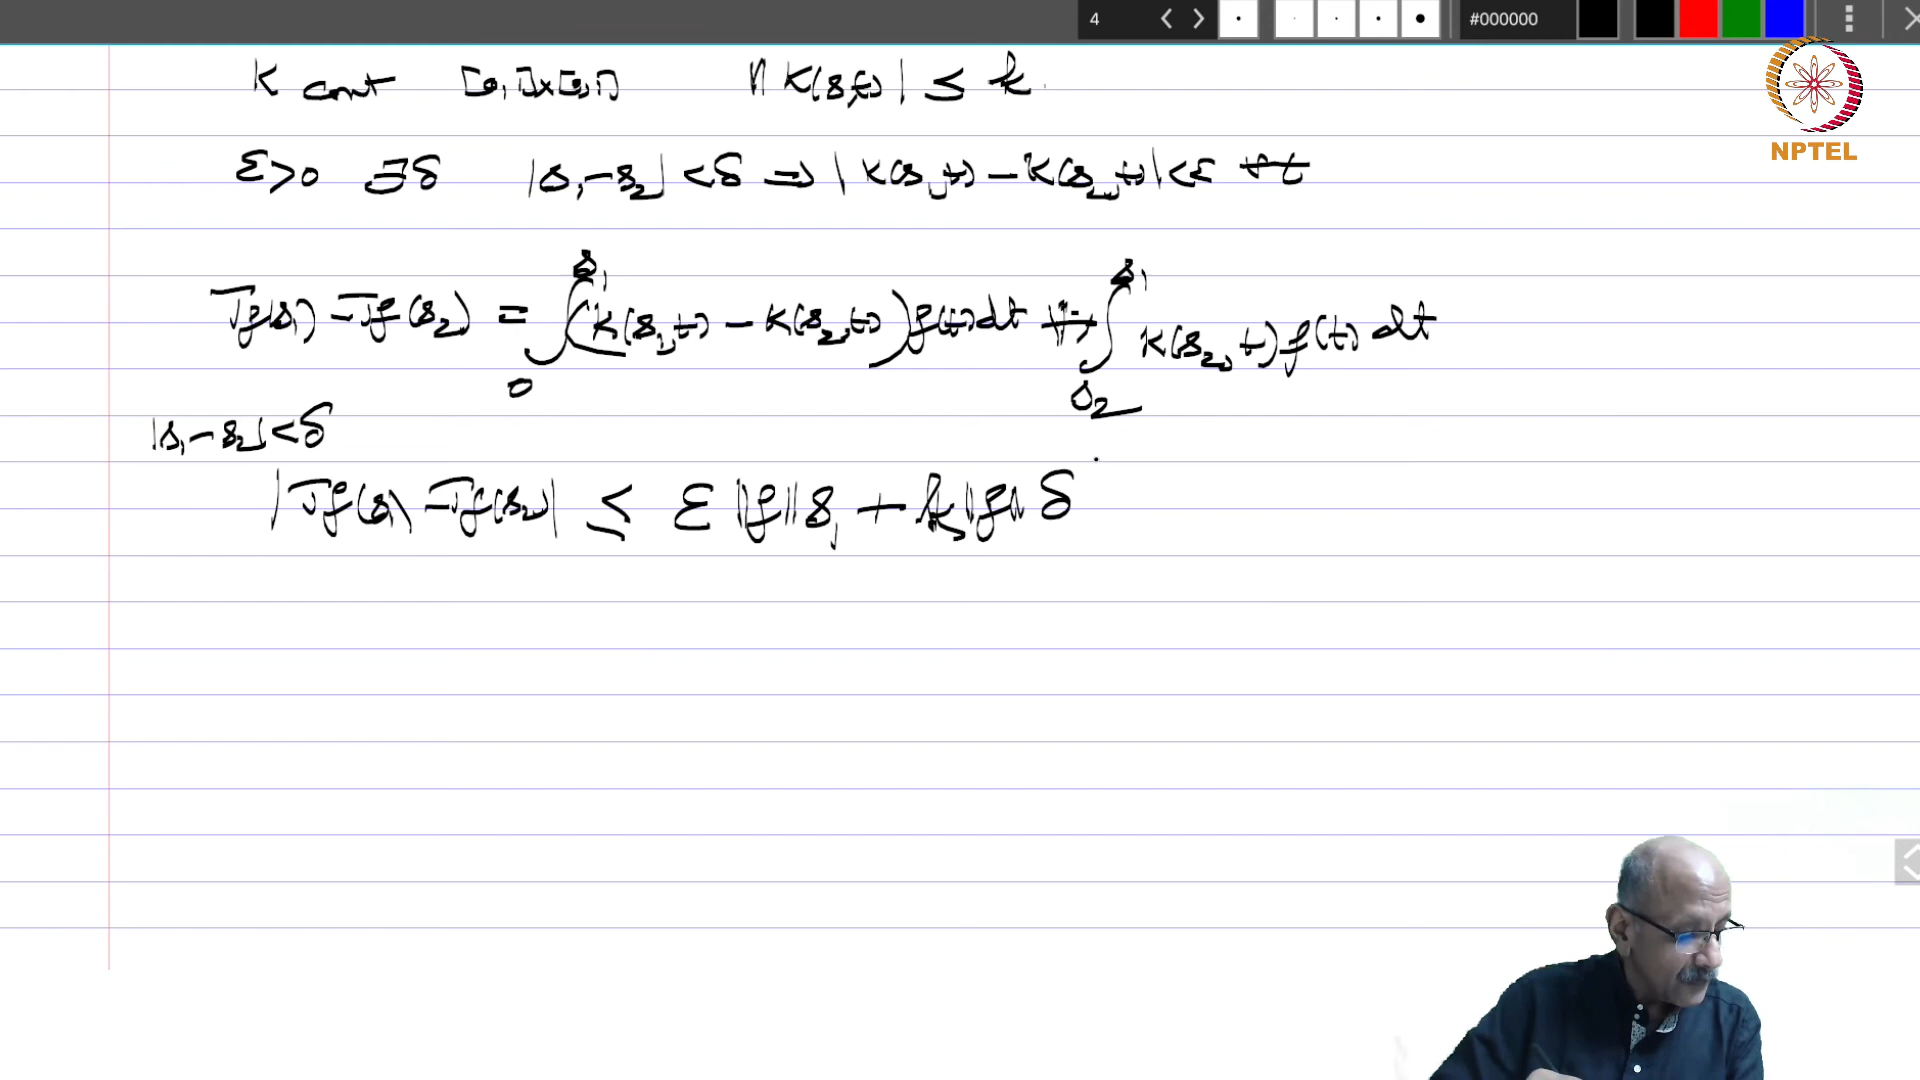 4 #000000
NPTEL
K cont [0,1]x[0,1] |K(s,t)| ≤ k.
ε>0 ∃δ |s₁-s₂| <δ ⇒ |K(s₁,t) - K(s₂,t)|<ε ∀t
Tf(s₁) - Tf(s₂) = ∫₀^{s₁} (K(s₁,t) - K(s₂,t)) f(t)dt + ∫_{s₂}^{s₁} K(s₂,t)f(t) dt
|s₁-s₂|<δ
|Tf(s₁) - Tf(s₂)| ≤ ε ||f|| s₁ + k ||f|| δ